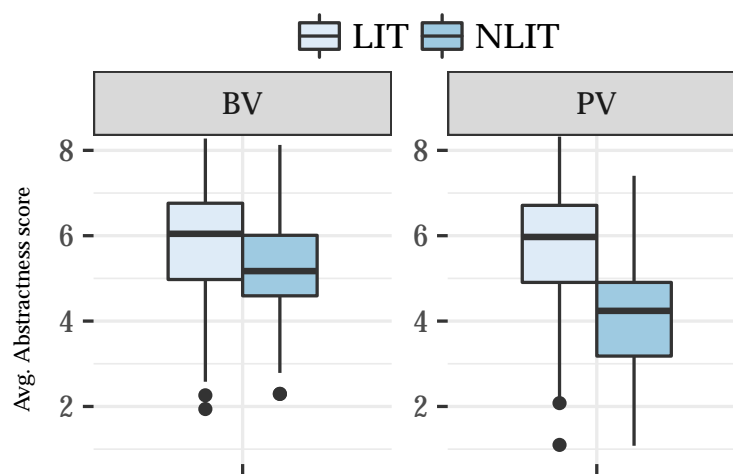 LIT NLIT
BV PV
Avg. Abstractness score
8 8
6 6
4 4
2 2